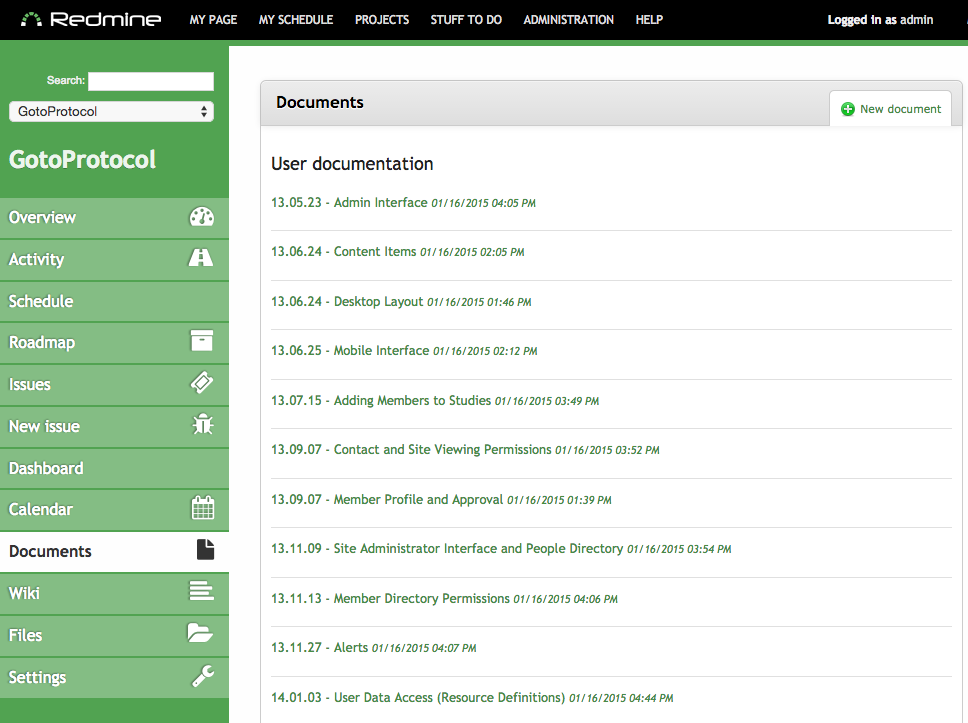 Redmine MY PAGE MY SCHEDULE PROJECTS STUFF TO DO ADMINISTRATION HELP Logged in as admin
Search:
GotoProtocol
GotoProtocol
Overview
Activity
Schedule
Roadmap
Issues
New issue
Dashboard
Calendar
Documents
Wiki
Files
Settings
Documents
New document
User documentation
13.05.23 - Admin Interface 01/16/2015 04:05 PM
13.06.24 - Content Items 01/16/2015 02:05 PM
13.06.24 - Desktop Layout 01/16/2015 01:46 PM
13.06.25 - Mobile Interface 01/16/2015 02:12 PM
13.07.15 - Adding Members to Studies 01/16/2015 03:49 PM
13.09.07 - Contact and Site Viewing Permissions 01/16/2015 03:52 PM
13.09.07 - Member Profile and Approval 01/16/2015 01:39 PM
13.11.09 - Site Administrator Interface and People Directory 01/16/2015 03:54 PM
13.11.13 - Member Directory Permissions 01/16/2015 04:06 PM
13.11.27 - Alerts 01/16/2015 04:07 PM
14.01.03 - User Data Access (Resource Definitions) 01/16/2015 04:44 PM